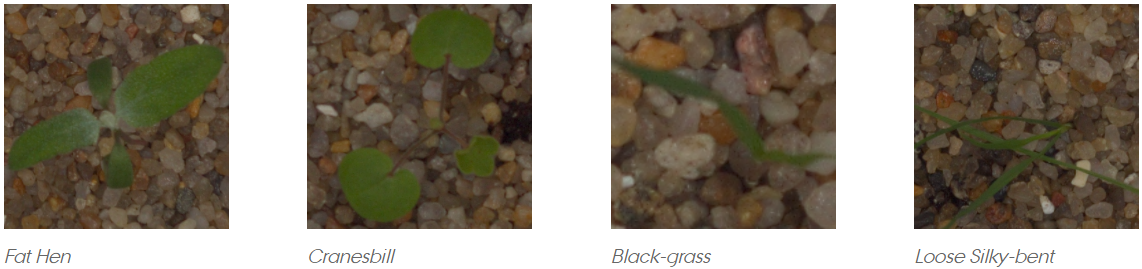 Fat Hen
Cranesbill
Black-grass
Loose Silky-bent